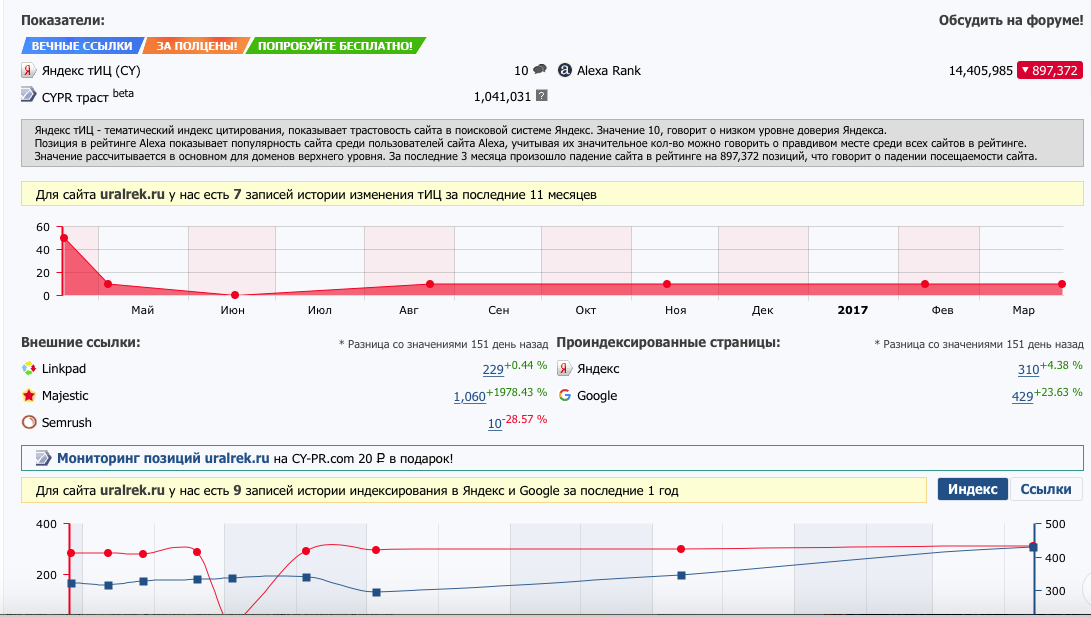 Показатели:
Обсудить на форуме!
ВЕЧНЫЕ ССЫЛКИ ЗА ПОЛЦЕНЫ! ПОПРОБУЙТЕ БЕСПЛАТНО!
Яндекс тИЦ (CY) 10 Alexa Rank 14,405,985 ▼ 897,372
CYPR траст beta 1,041,031 ?
Яндекс тИЦ - тематический индекс цитирования, показывает трастовость сайта в поисковой системе Яндекс. Значение 10, говорит о низком уровне доверия Яндекса.
Позиция в рейтинге Alexa показывает популярность сайта среди пользователей сайта Alexa, учитывая их значительное кол-во можно говорить о правдивом месте среди всех сайтов в рейтинге.
Значение рассчитывается в основном для доменов верхнего уровня. За последние 3 месяца произошло падение сайта в рейтинге на 897,372 позиций, что говорит о падении посещаемости сайта.
Для сайта uralrek.ru у нас есть 7 записей истории изменения тИЦ за последние 11 месяцев
60
40
20
0
Май Июн Июл Авг Сен Окт Ноя Дек 2017 Фев Мар
Внешние ссылки: * Разница со значениями 151 день назад
Linkpad 229 +0.44 %
Majestic 1,060 +1978.43 %
Semrush 10 -28.57 %
Проиндексированные страницы: * Разница со значениями 151 день назад
Яндекс 310 +4.38 %
Google 429 +23.63 %
Мониторинг позиций uralrek.ru на CY-PR.com 20 ₽ в подарок!
Для сайта uralrek.ru у нас есть 9 записей истории индексирования в Яндекс и Google за последние 1 год
Индекс Ссылки
400
200
500
400
300